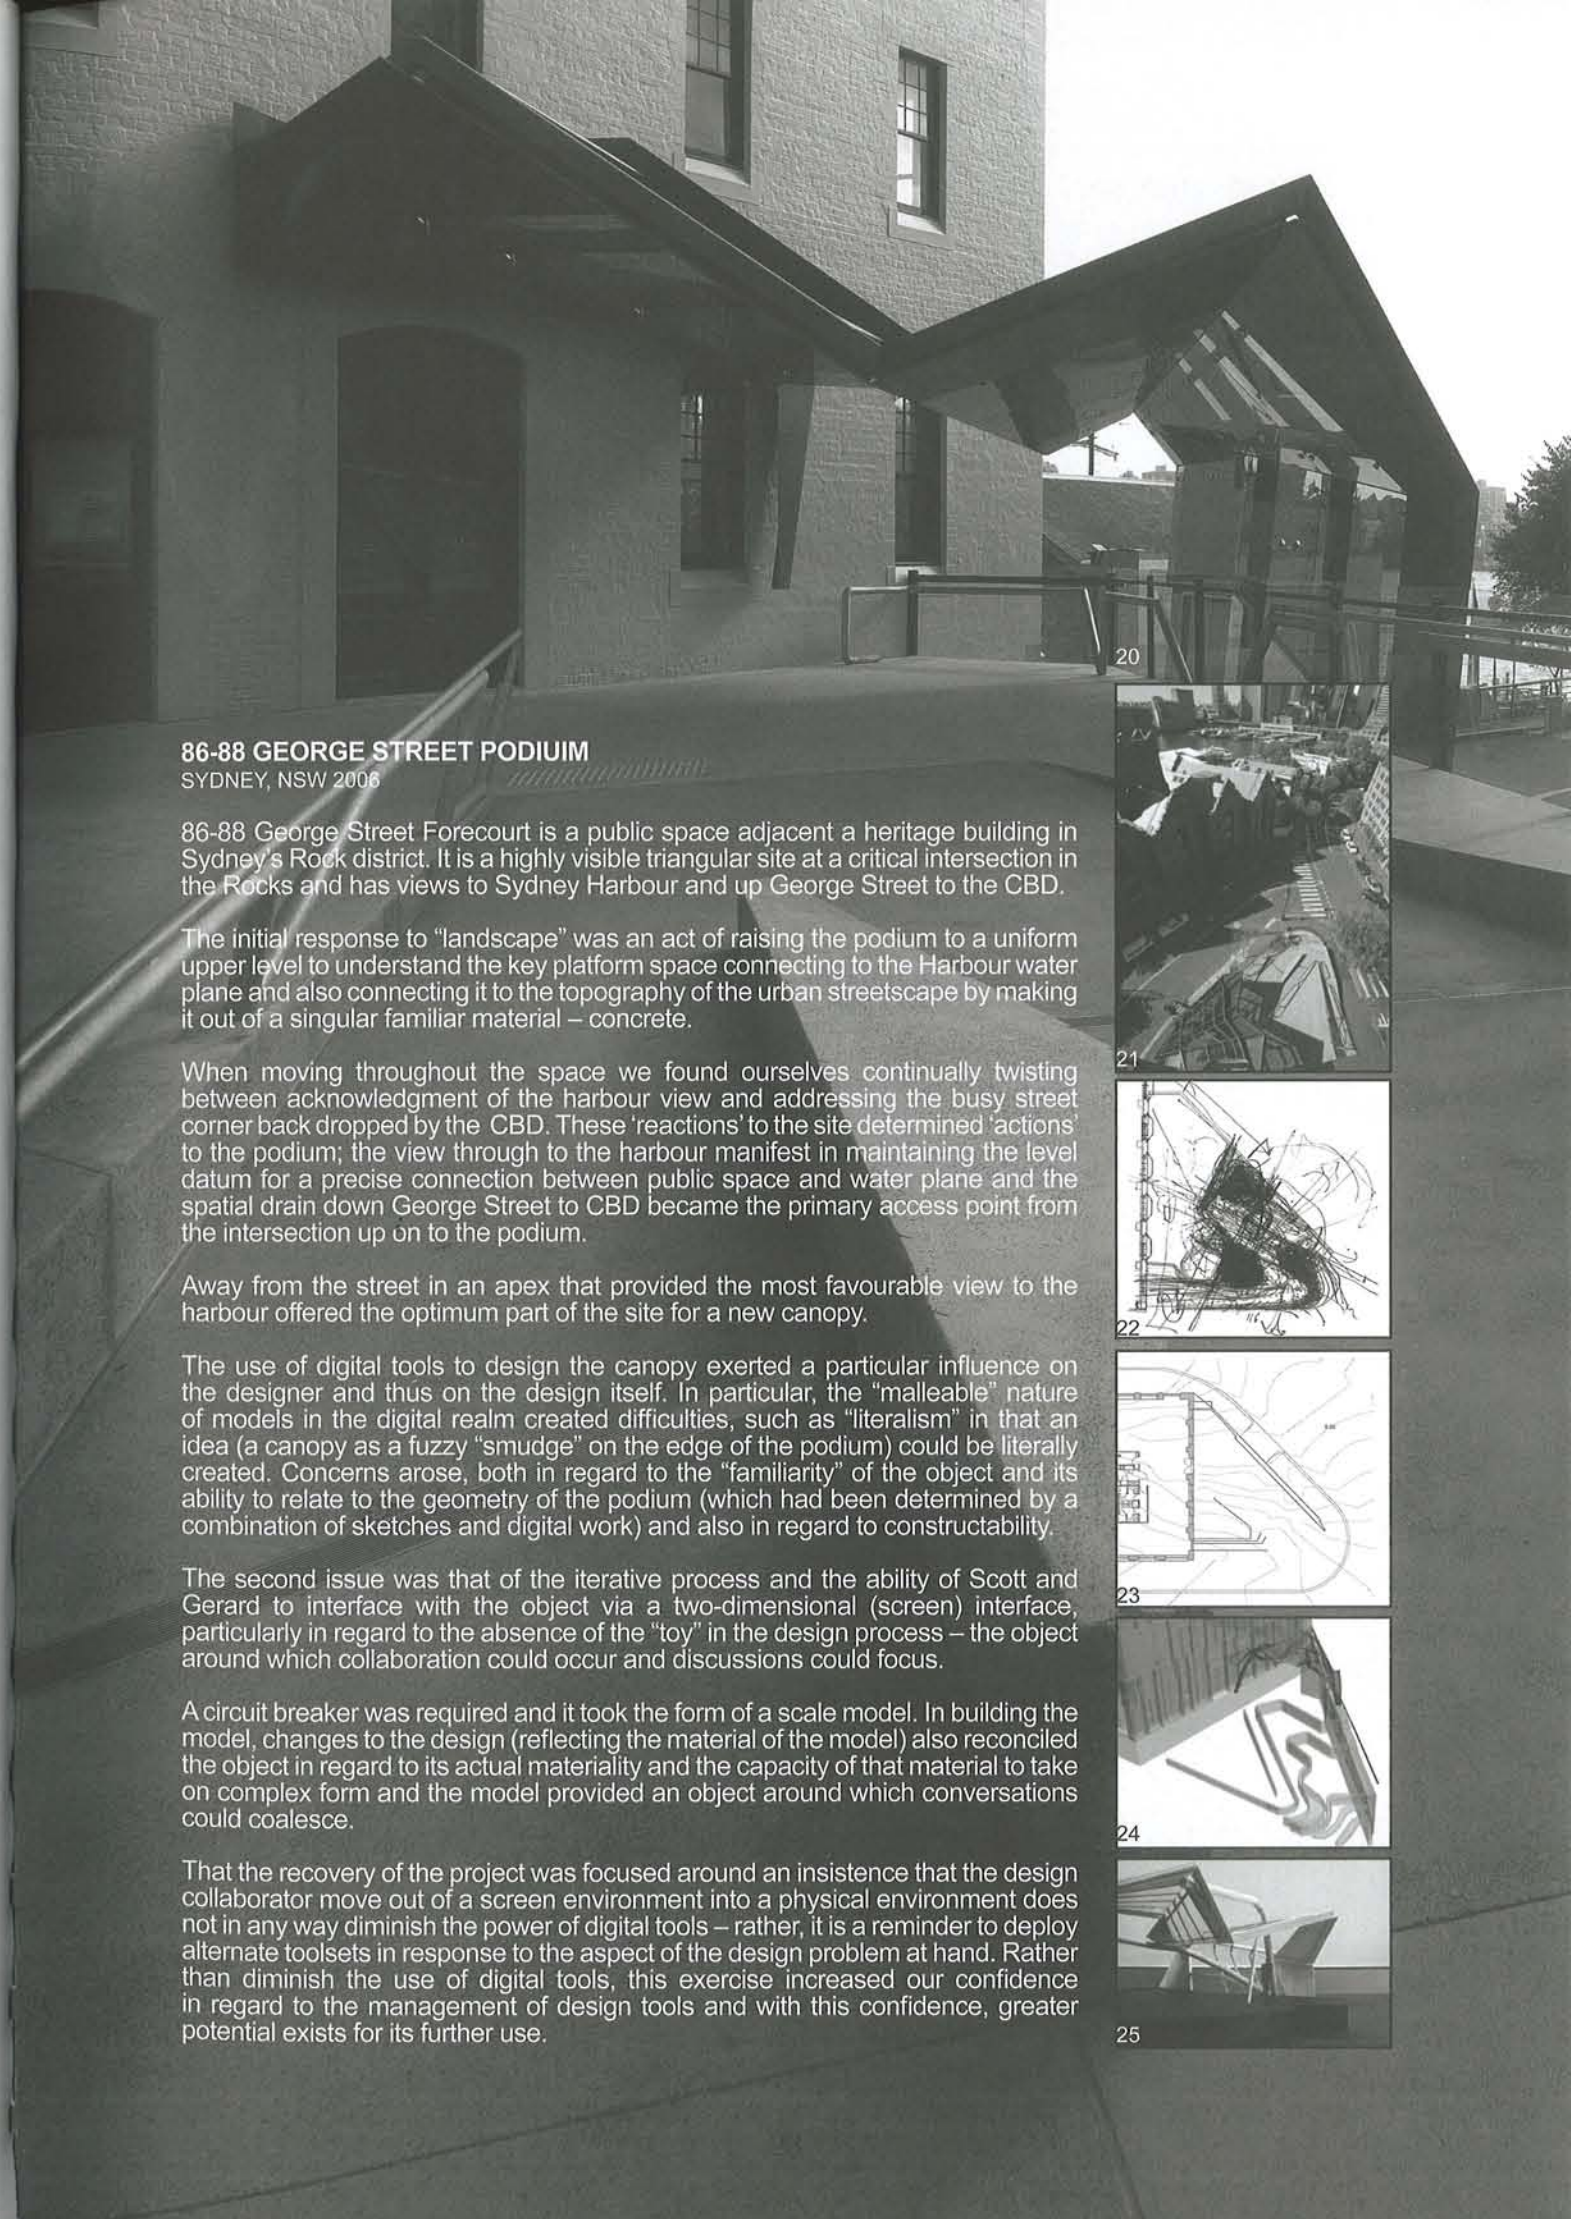 20
86-88 GEORGE STREET PODIUIM
SYDNEY, NSW 2006
86-88 George Street Forecourt is a public space adjacent a heritage building in
Sydney's Rock district. It is a highly visible triangular site at a critical intersection in
the Rocks and has views to Sydney Harbour and up George Street to the CBD.
The initial response to “landscape” was an act of raising the podium to a uniform
upper level to understand the key platform space connecting to the Harbour water
plane and also connecting it to the topography of the urban streetscape by making
it out of a singular familiar material – concrete.
21
When moving throughout the space we found ourselves continually twisting
between acknowledgment of the harbour view and addressing the busy street
corner back dropped by the CBD. These ‘reactions’ to the site determined ‘actions’
to the podium; the view through to the harbour manifest in maintaining the level
datum for a precise connection between public space and water plane and the
spatial drain down George Street to CBD became the primary access point from
the intersection up on to the podium.
Away from the street in an apex that provided the most favourable view to the
harbour offered the optimum part of the site for a new canopy.
22
The use of digital tools to design the canopy exerted a particular influence on
the designer and thus on the design itself. In particular, the “malleable” nature
of models in the digital realm created difficulties, such as “literalism” in that an
idea (a canopy as a fuzzy “smudge” on the edge of the podium) could be literally
created. Concerns arose, both in regard to the “familiarity” of the object and its
ability to relate to the geometry of the podium (which had been determined by a
combination of sketches and digital work) and also in regard to constructability.
The second issue was that of the iterative process and the ability of Scott and
23
Gerard to interface with the object via a two-dimensional (screen) interface,
particularly in regard to the absence of the “toy” in the design process – the object
around which collaboration could occur and discussions could focus.
A circuit breaker was required and it took the form of a scale model. In building the
model, changes to the design (reflecting the material of the model) also reconciled
the object in regard to its actual materiality and the capacity of that material to take
on complex form and the model provided an object around which conversations
could coalesce.
24
That the recovery of the project was focused around an insistence that the design
collaborator move out of a screen environment into a physical environment does
not in any way diminish the power of digital tools – rather, it is a reminder to deploy
alternate toolsets in response to the aspect of the design problem at hand. Rather
than diminish the use of digital tools, this exercise increased our confidence
in regard to the management of design tools and with this confidence, greater
potential exists for its further use.
25